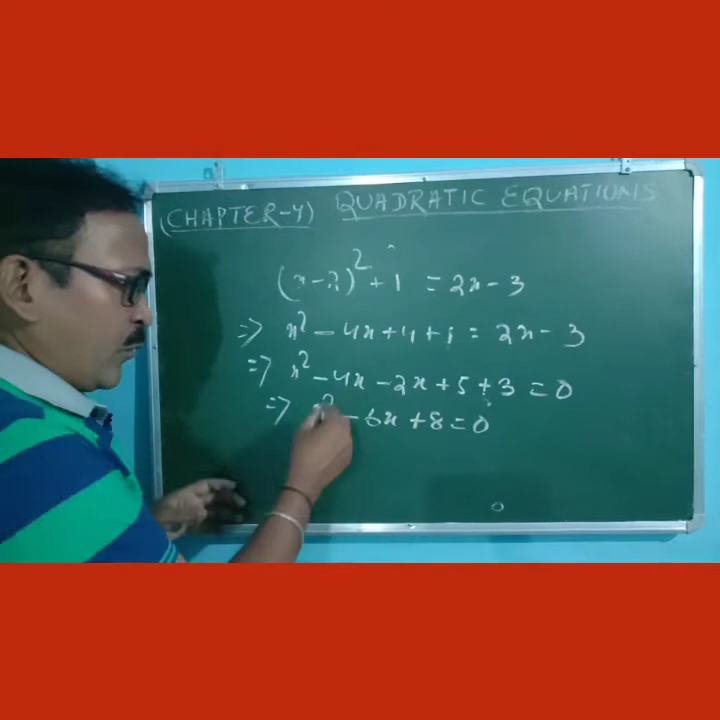 (CHAPTER-4) QUADRATIC EQUATIONS
(x-2)² + 1 = 2x - 3
=> x² - 4x + 4 + 1 = 2x - 3
=> x² - 4x - 2x + 5 + 3 = 0
=> x² - 6x + 8 = 0